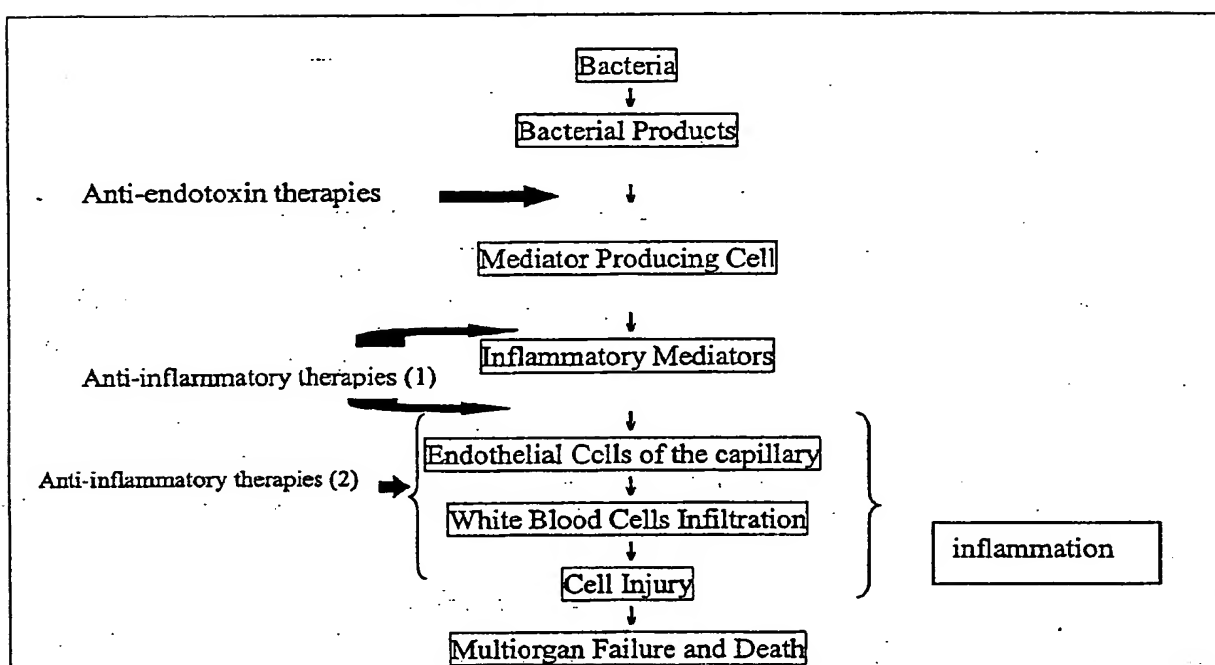 Bacteria
Bacterial Products
Anti-endotoxin therapies
Mediator Producing Cell
Inflammatory Mediators
Anti-inflammatory therapies (1)
Endothelial Cells of the capillary
Anti-inflammatory therapies (2)
White Blood Cells Infiltration
inflammation
Cell Injury
Multiorgan Failure and Death